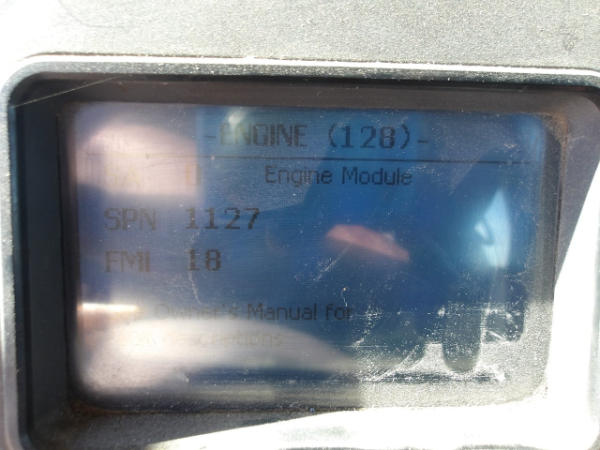 -ENGINE (128)-
Engine Module
SPN 1127
FMI 18
Owner's Manual for